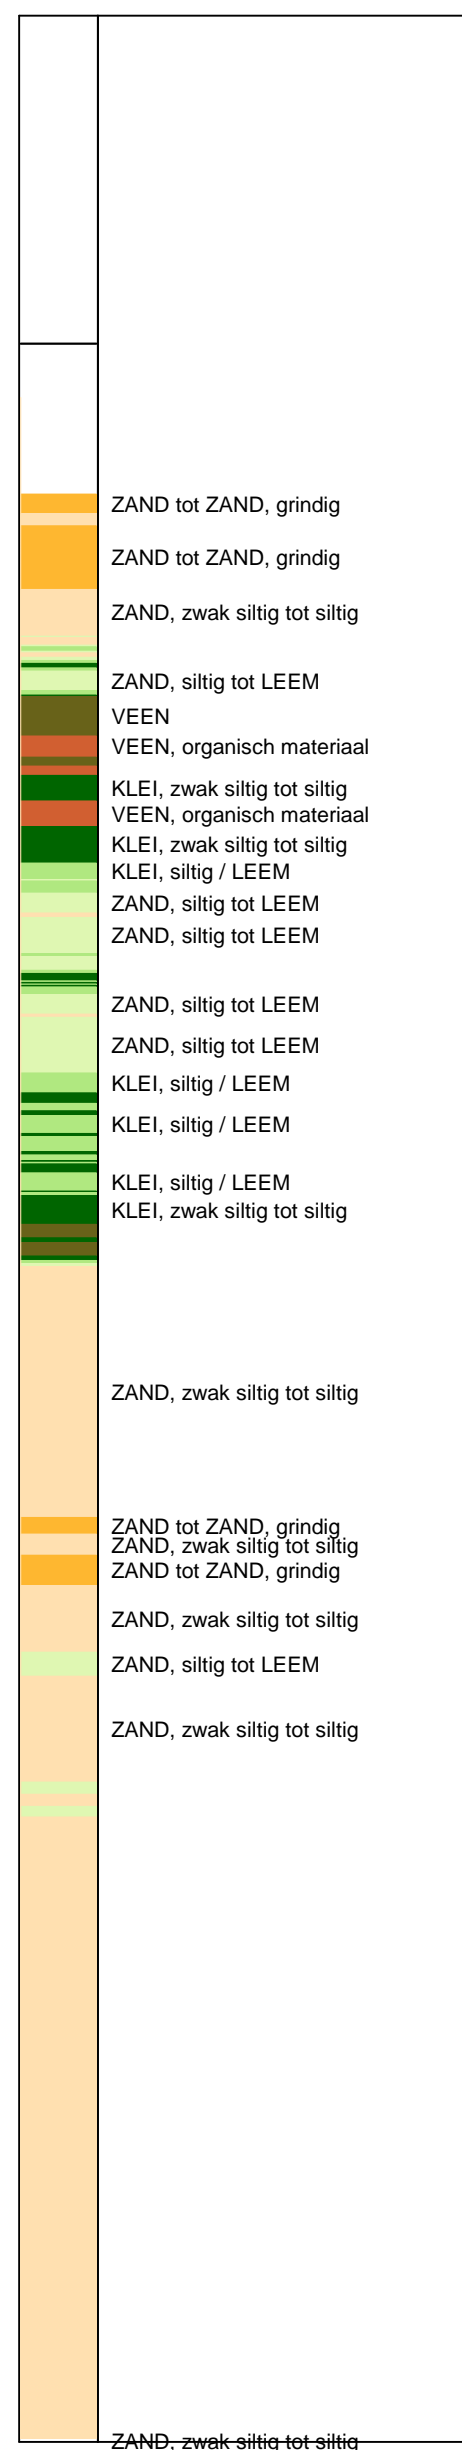 ZAND tot ZAND, grindig
ZAND tot ZAND, grindig
ZAND, zwak siltig tot siltig
ZAND, siltig tot LEEM
VEEN
VEEN, organisch materiaal
KLEI, zwak siltig tot siltig
VEEN, organisch materiaal
KLEI, zwak siltig tot siltig
KLEI, siltig / LEEM
ZAND, siltig tot LEEM
ZAND, siltig tot LEEM
ZAND, siltig tot LEEM
ZAND, siltig tot LEEM
KLEI, siltig / LEEM
KLEI, siltig / LEEM
KLEI, siltig / LEEM
KLEI, zwak siltig tot siltig
ZAND, zwak siltig tot siltig
ZAND tot ZAND, grindig
ZAND, zwak siltig tot siltig
ZAND tot ZAND, grindig
ZAND, zwak siltig tot siltig
ZAND, siltig tot LEEM
ZAND, zwak siltig tot siltig
ZAND, zwak siltig tot siltig